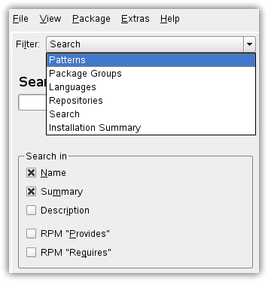 File View Package Extras Help
Filter: Search
Patterns
Package Groups
Languages
Repositories
Search
Installation Summary
Sear
Search in
Name
Summary
Description
RPM "Provides"
RPM "Requires"